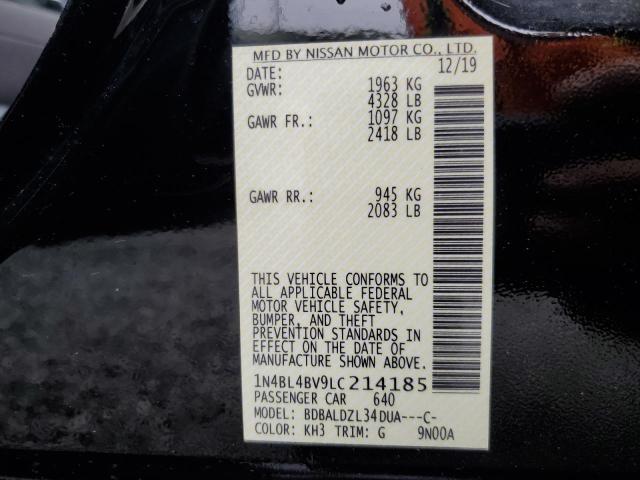 MFD BY NISSAN MOTOR CO., LTD.
DATE: 12/19
GVWR: 1963 KG
4328 LB
GAWR FR.: 1097 KG
2418 LB
GAWR RR.: 945 KG
2083 LB
THIS VEHICLE CONFORMS TO
ALL APPLICABLE FEDERAL
MOTOR VEHICLE SAFETY,
BUMPER, AND THEFT
PREVENTION STANDARDS IN
EFFECT ON THE DATE OF
MANUFACTURE SHOWN ABOVE.
1N4BL4BV9LC214185
PASSENGER CAR 640
MODEL: BDBALDZL34DUA---C-
COLOR: KH3 TRIM: G 9N00A